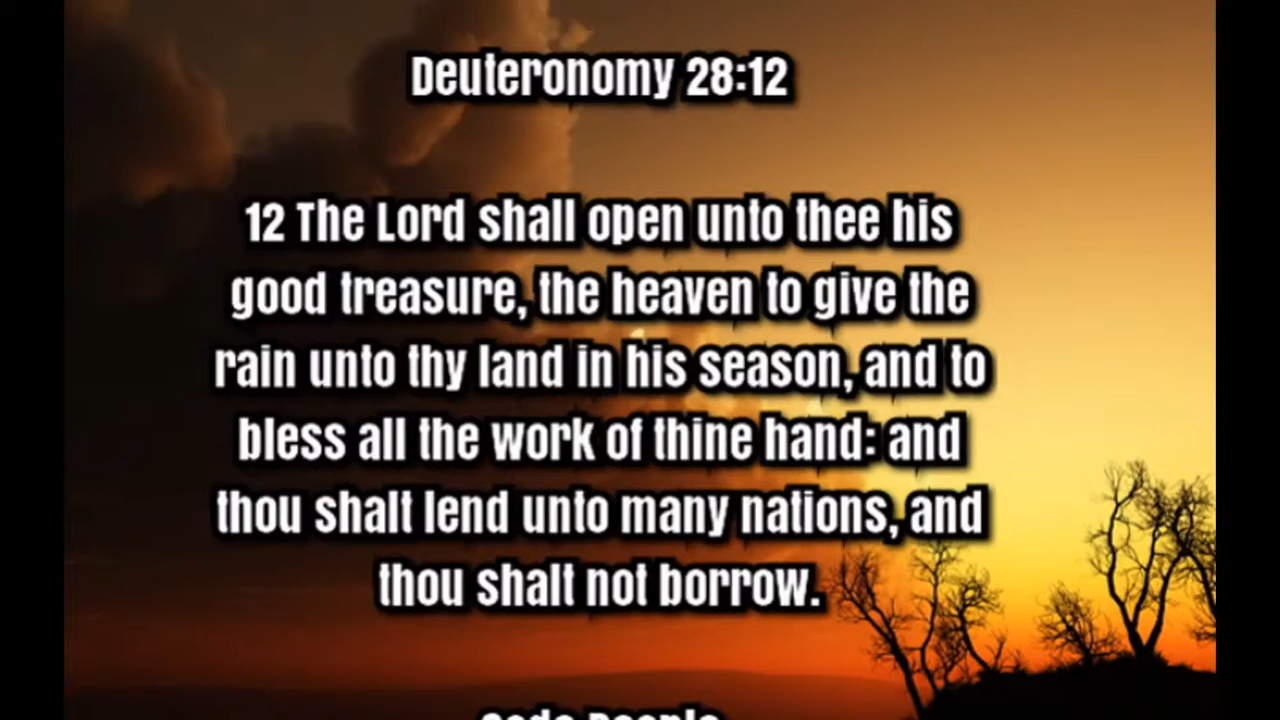 Deuteronomy 28:12
12 The Lord shall open unto thee his
good treasure, the heaven to give the
rain unto thy land in his season, and to
bless all the work of thine hand: and
thou shalt lend unto many nations, and
thou shalt not borrow.